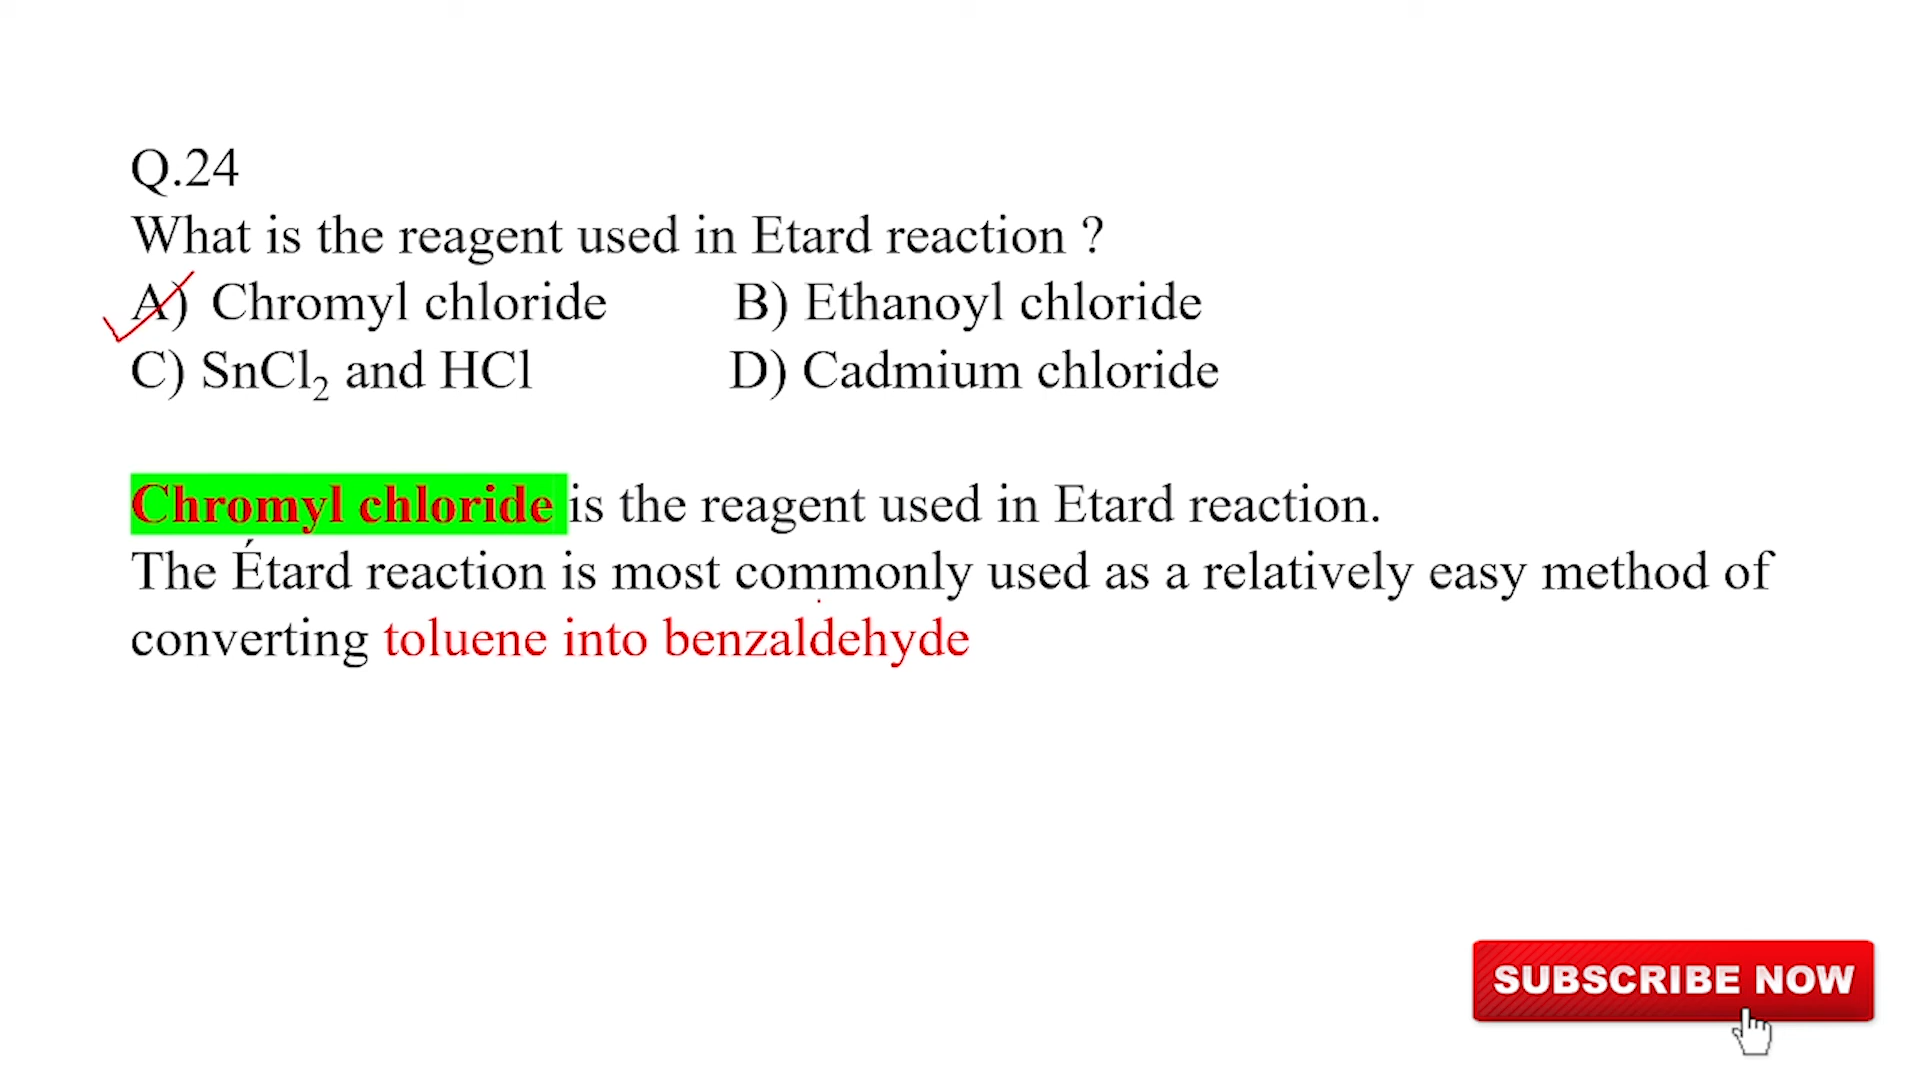 Q.24
What is the reagent used in Etard reaction ?
A) Chromyl chloride B) Ethanoyl chloride
C) SnCl₂ and HCl D) Cadmium chloride
Chromyl chloride is the reagent used in Etard reaction.
The Étard reaction is most commonly used as a relatively easy method of
converting toluene into benzaldehyde
SUBSCRIBE NOW